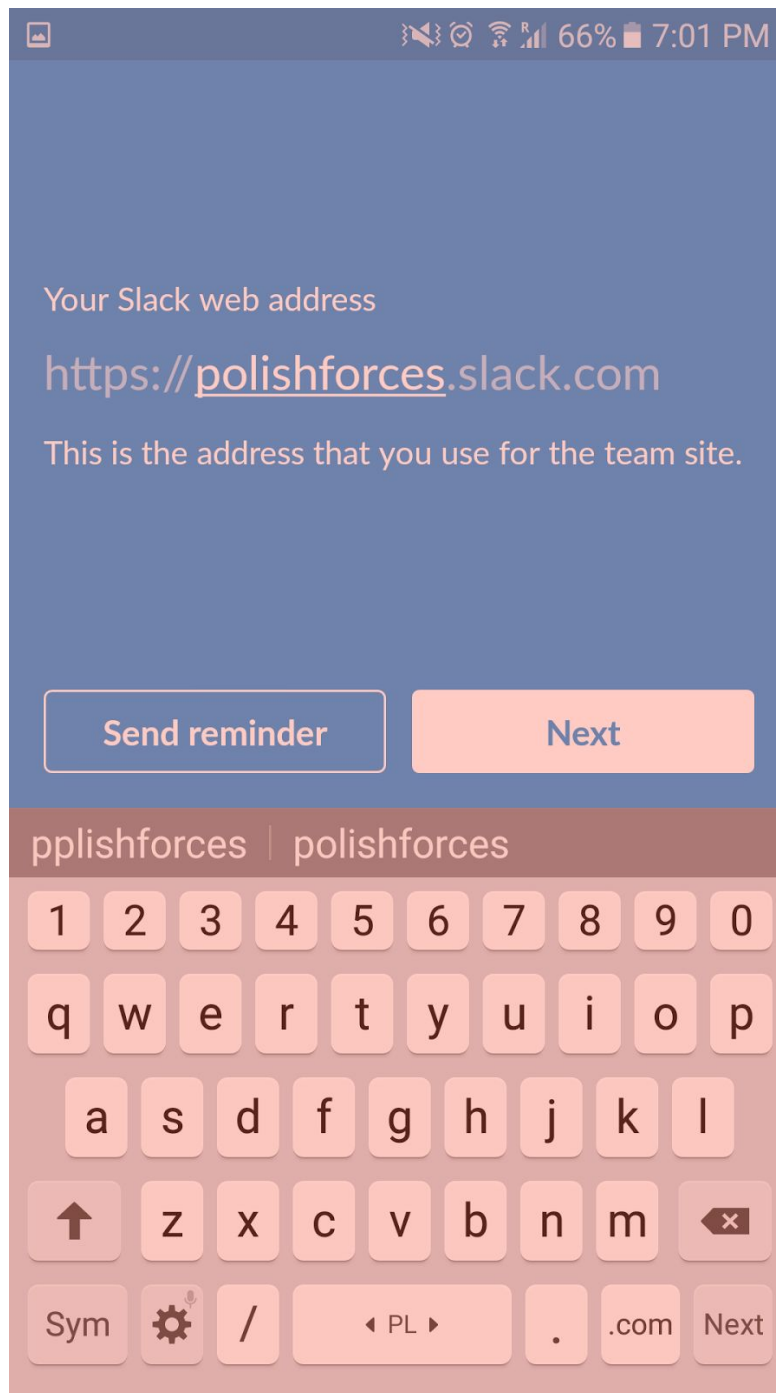 66% 7:01 PM
Your Slack web address
https://polishforces.slack.com
This is the address that you use for the team site.
Send reminder Next
pplishforces polishforces
1 2 3 4 5 6 7 8 9 0
q w e r t y u i o p
a s d f g h j k l
z x c v b n m
Sym / PL . .com Next